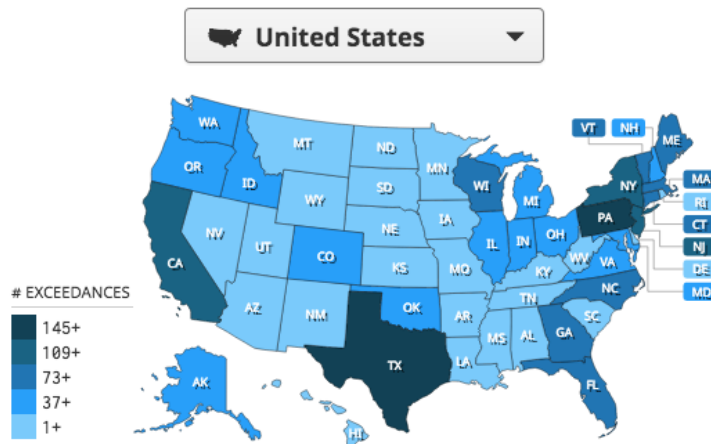 United States
WA
MT
ND
MN
VT
NH
ME
OR
ID
SD
WI
NY
MA
WY
MI
RI
IA
PA
CT
NE
NV
IL
IN
OH
NJ
UT
CO
WV
VA
DE
CA
KS
MO
KY
MD
NC
TN
AZ
NM
OK
AR
SC
MS
AL
GA
TX
LA
FL
AK
HI
# EXCEEDANCES
145+
109+
73+
37+
1+